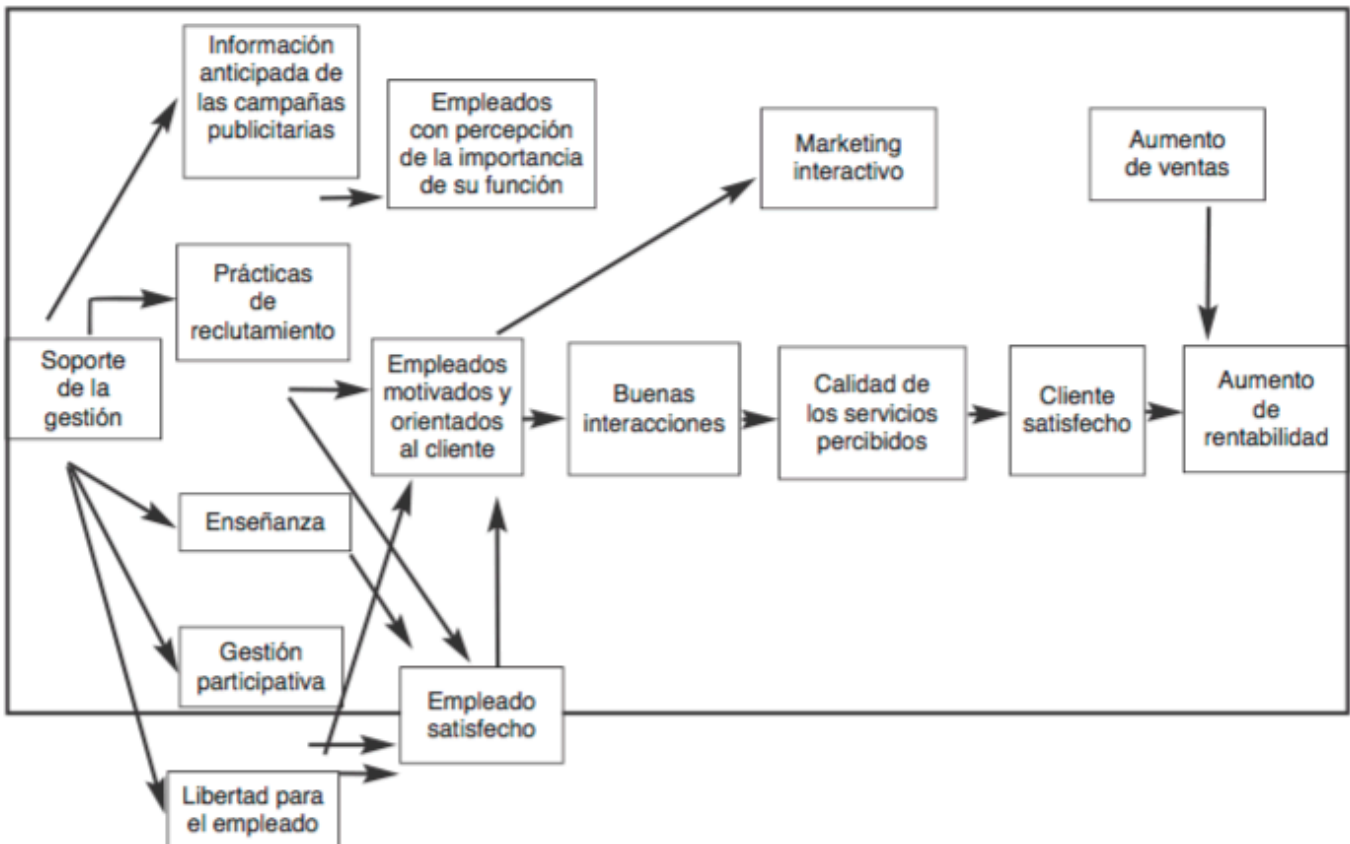 Información
anticipada de
las campañas
publicitarias
Empleados
con percepción
de la importancia
de su función
Marketing
interactivo
Aumento
de ventas
Prácticas
de
reclutamiento
Soporte
de la
gestión
Empleados
motivados y
orientados
al cliente
Buenas
interacciones
Calidad de
los servicios
percibidos
Cliente
satisfecho
Aumento
de
rentabilidad
Enseñanza
Gestión
participativa
Empleado
satisfecho
Libertad para
el empleado